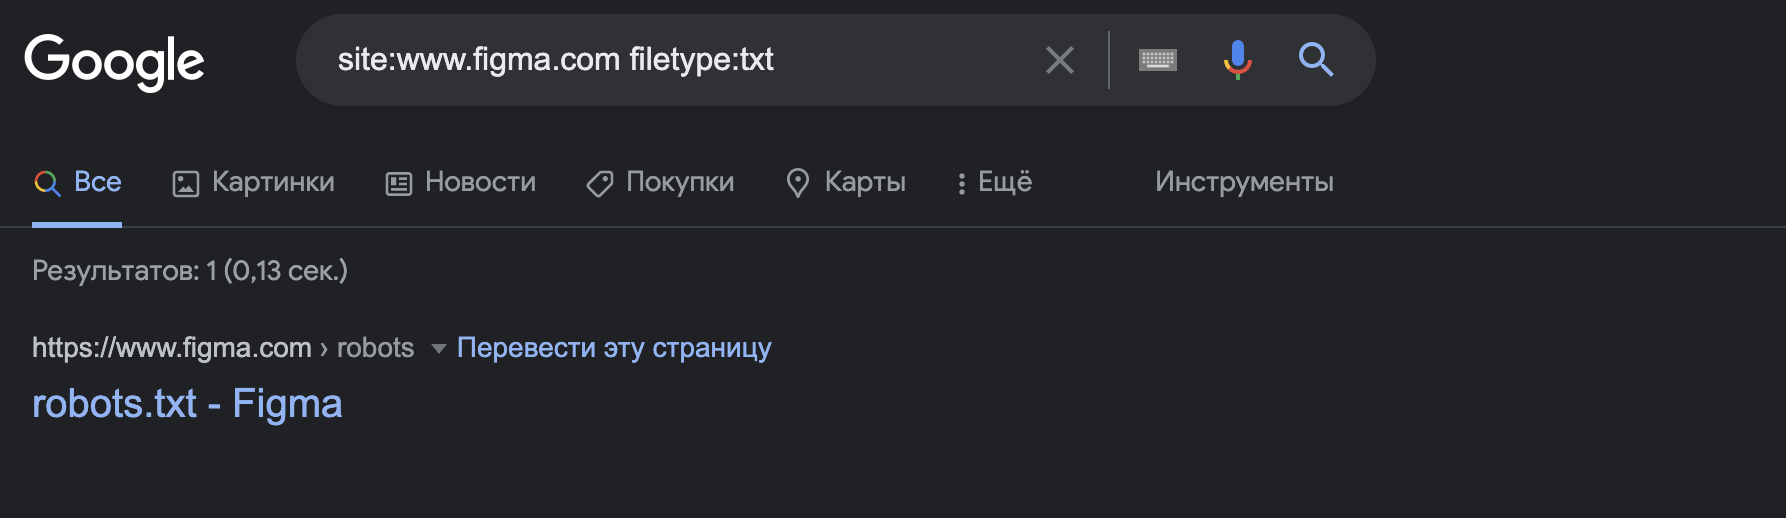 Google
site:www.figma.com filetype:txt
Все Картинки Новости Покупки Карты Ещё Инструменты
Результатов: 1 (0,13 сек.)
https://www.figma.com › robots Перевести эту страницу
robots.txt - Figma